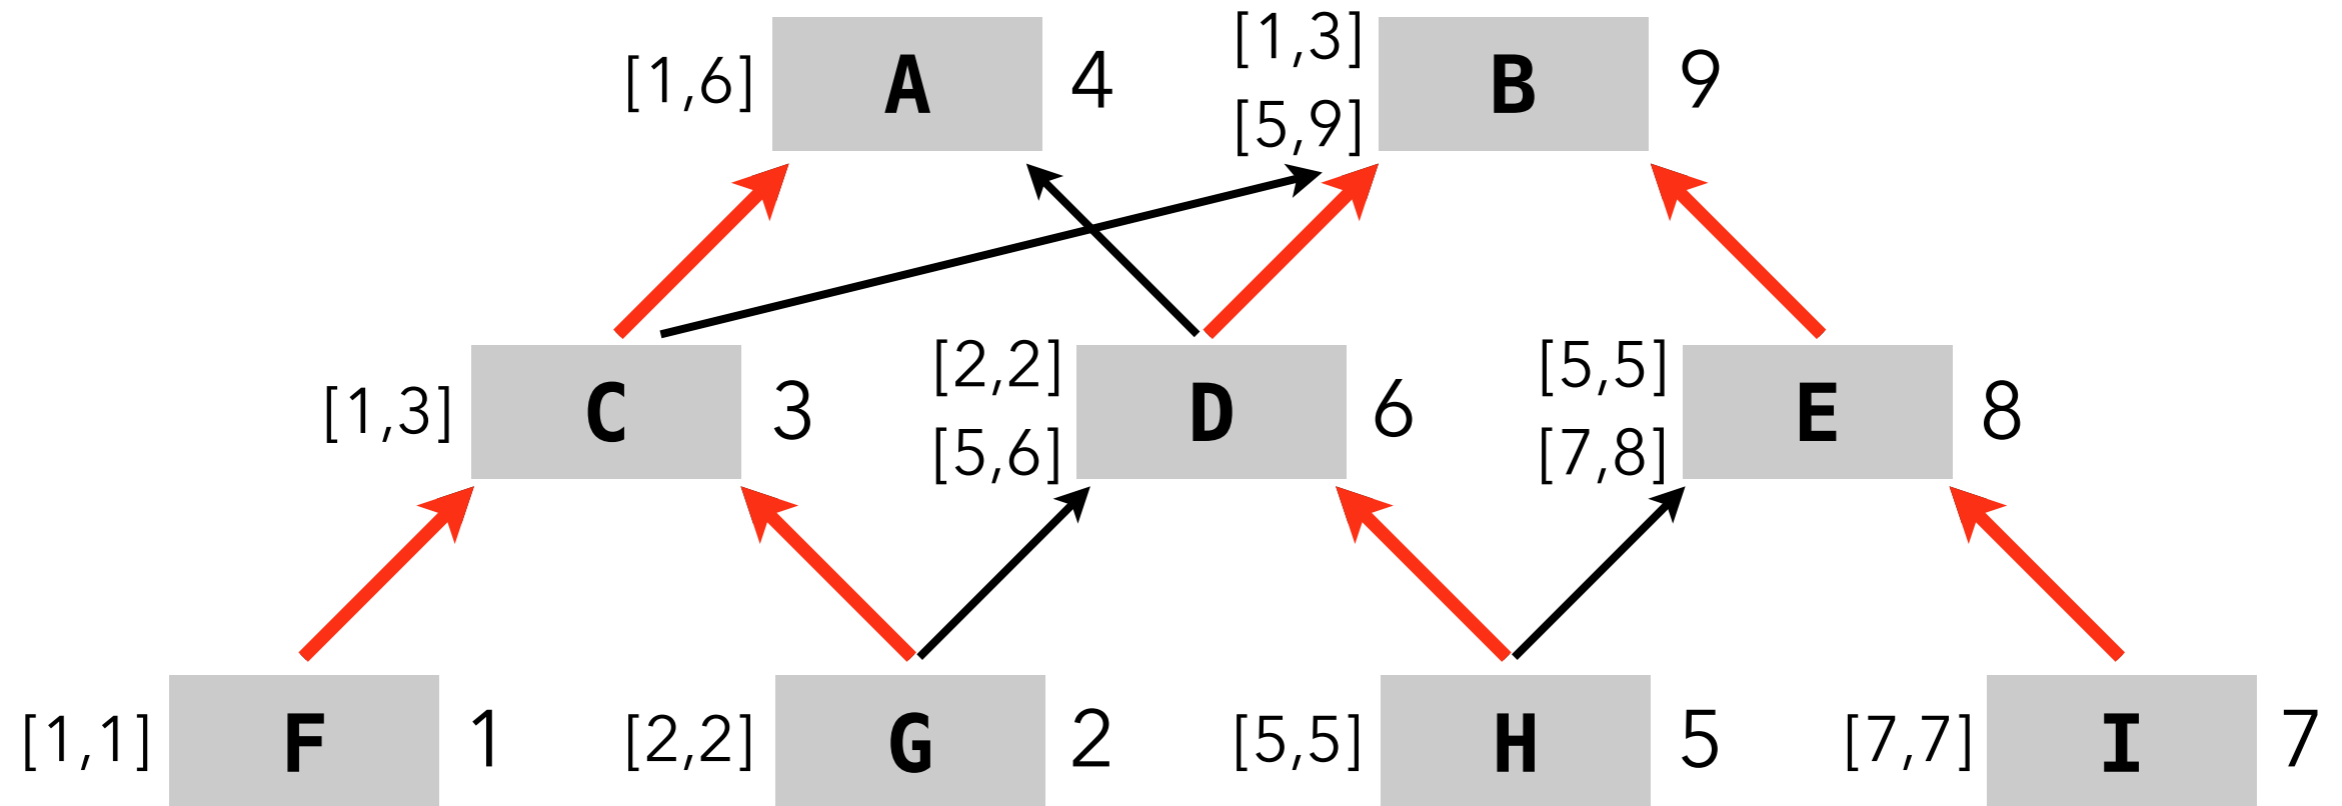 [1,6] A 4
[1,3]
[5,9]
B 9
[1,3] C 3
[2,2]
[5,6]
D 6
[5,5]
[7,8]
E 8
[1,1] F 1
[2,2] G 2
[5,5] H 5
[7,7] I 7